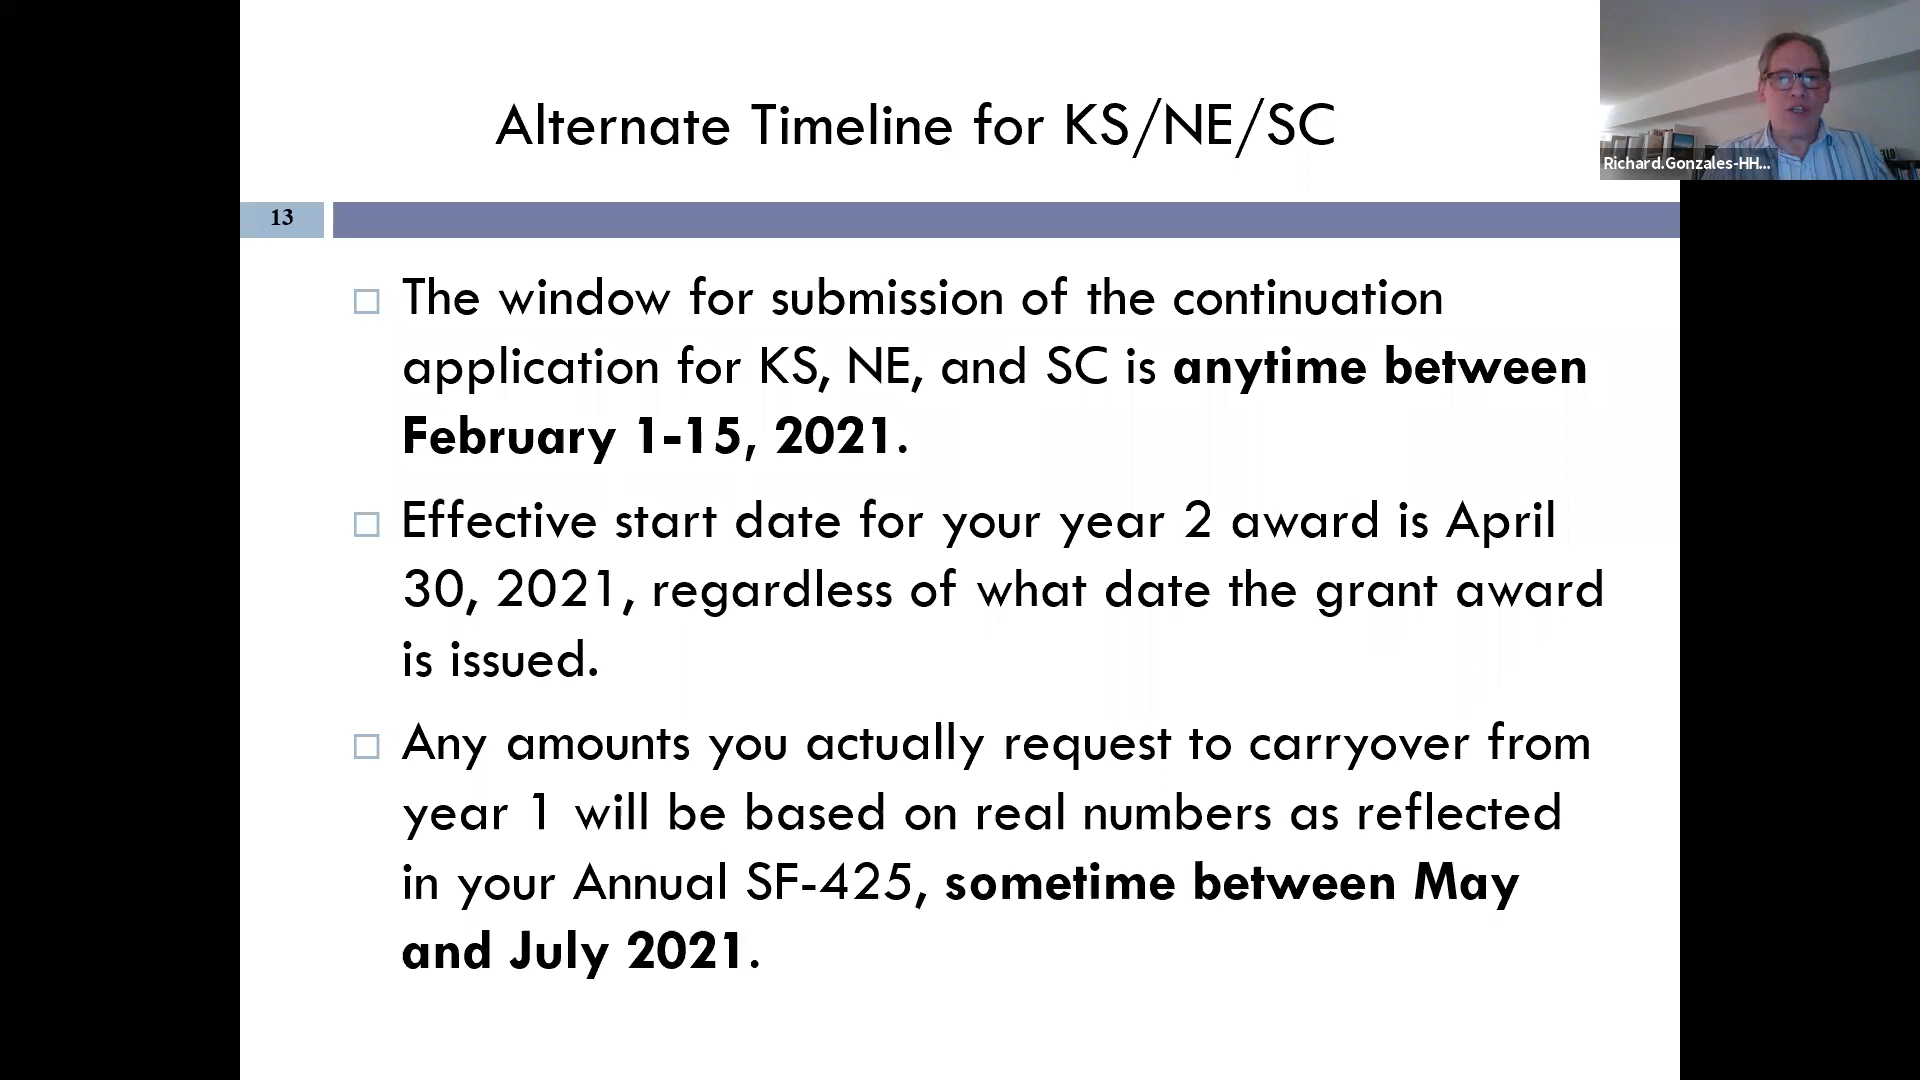 Alternate Timeline for KS/NE/SC
Richard.Gonzales-HH...
13
The window for submission of the continuation
application for KS, NE, and SC is anytime between
February 1-15, 2021.
Effective start date for your year 2 award is April
30, 2021, regardless of what date the grant award
is issued.
Any amounts you actually request to carryover from
year 1 will be based on real numbers as reflected
in your Annual SF-425, sometime between May
and July 2021.